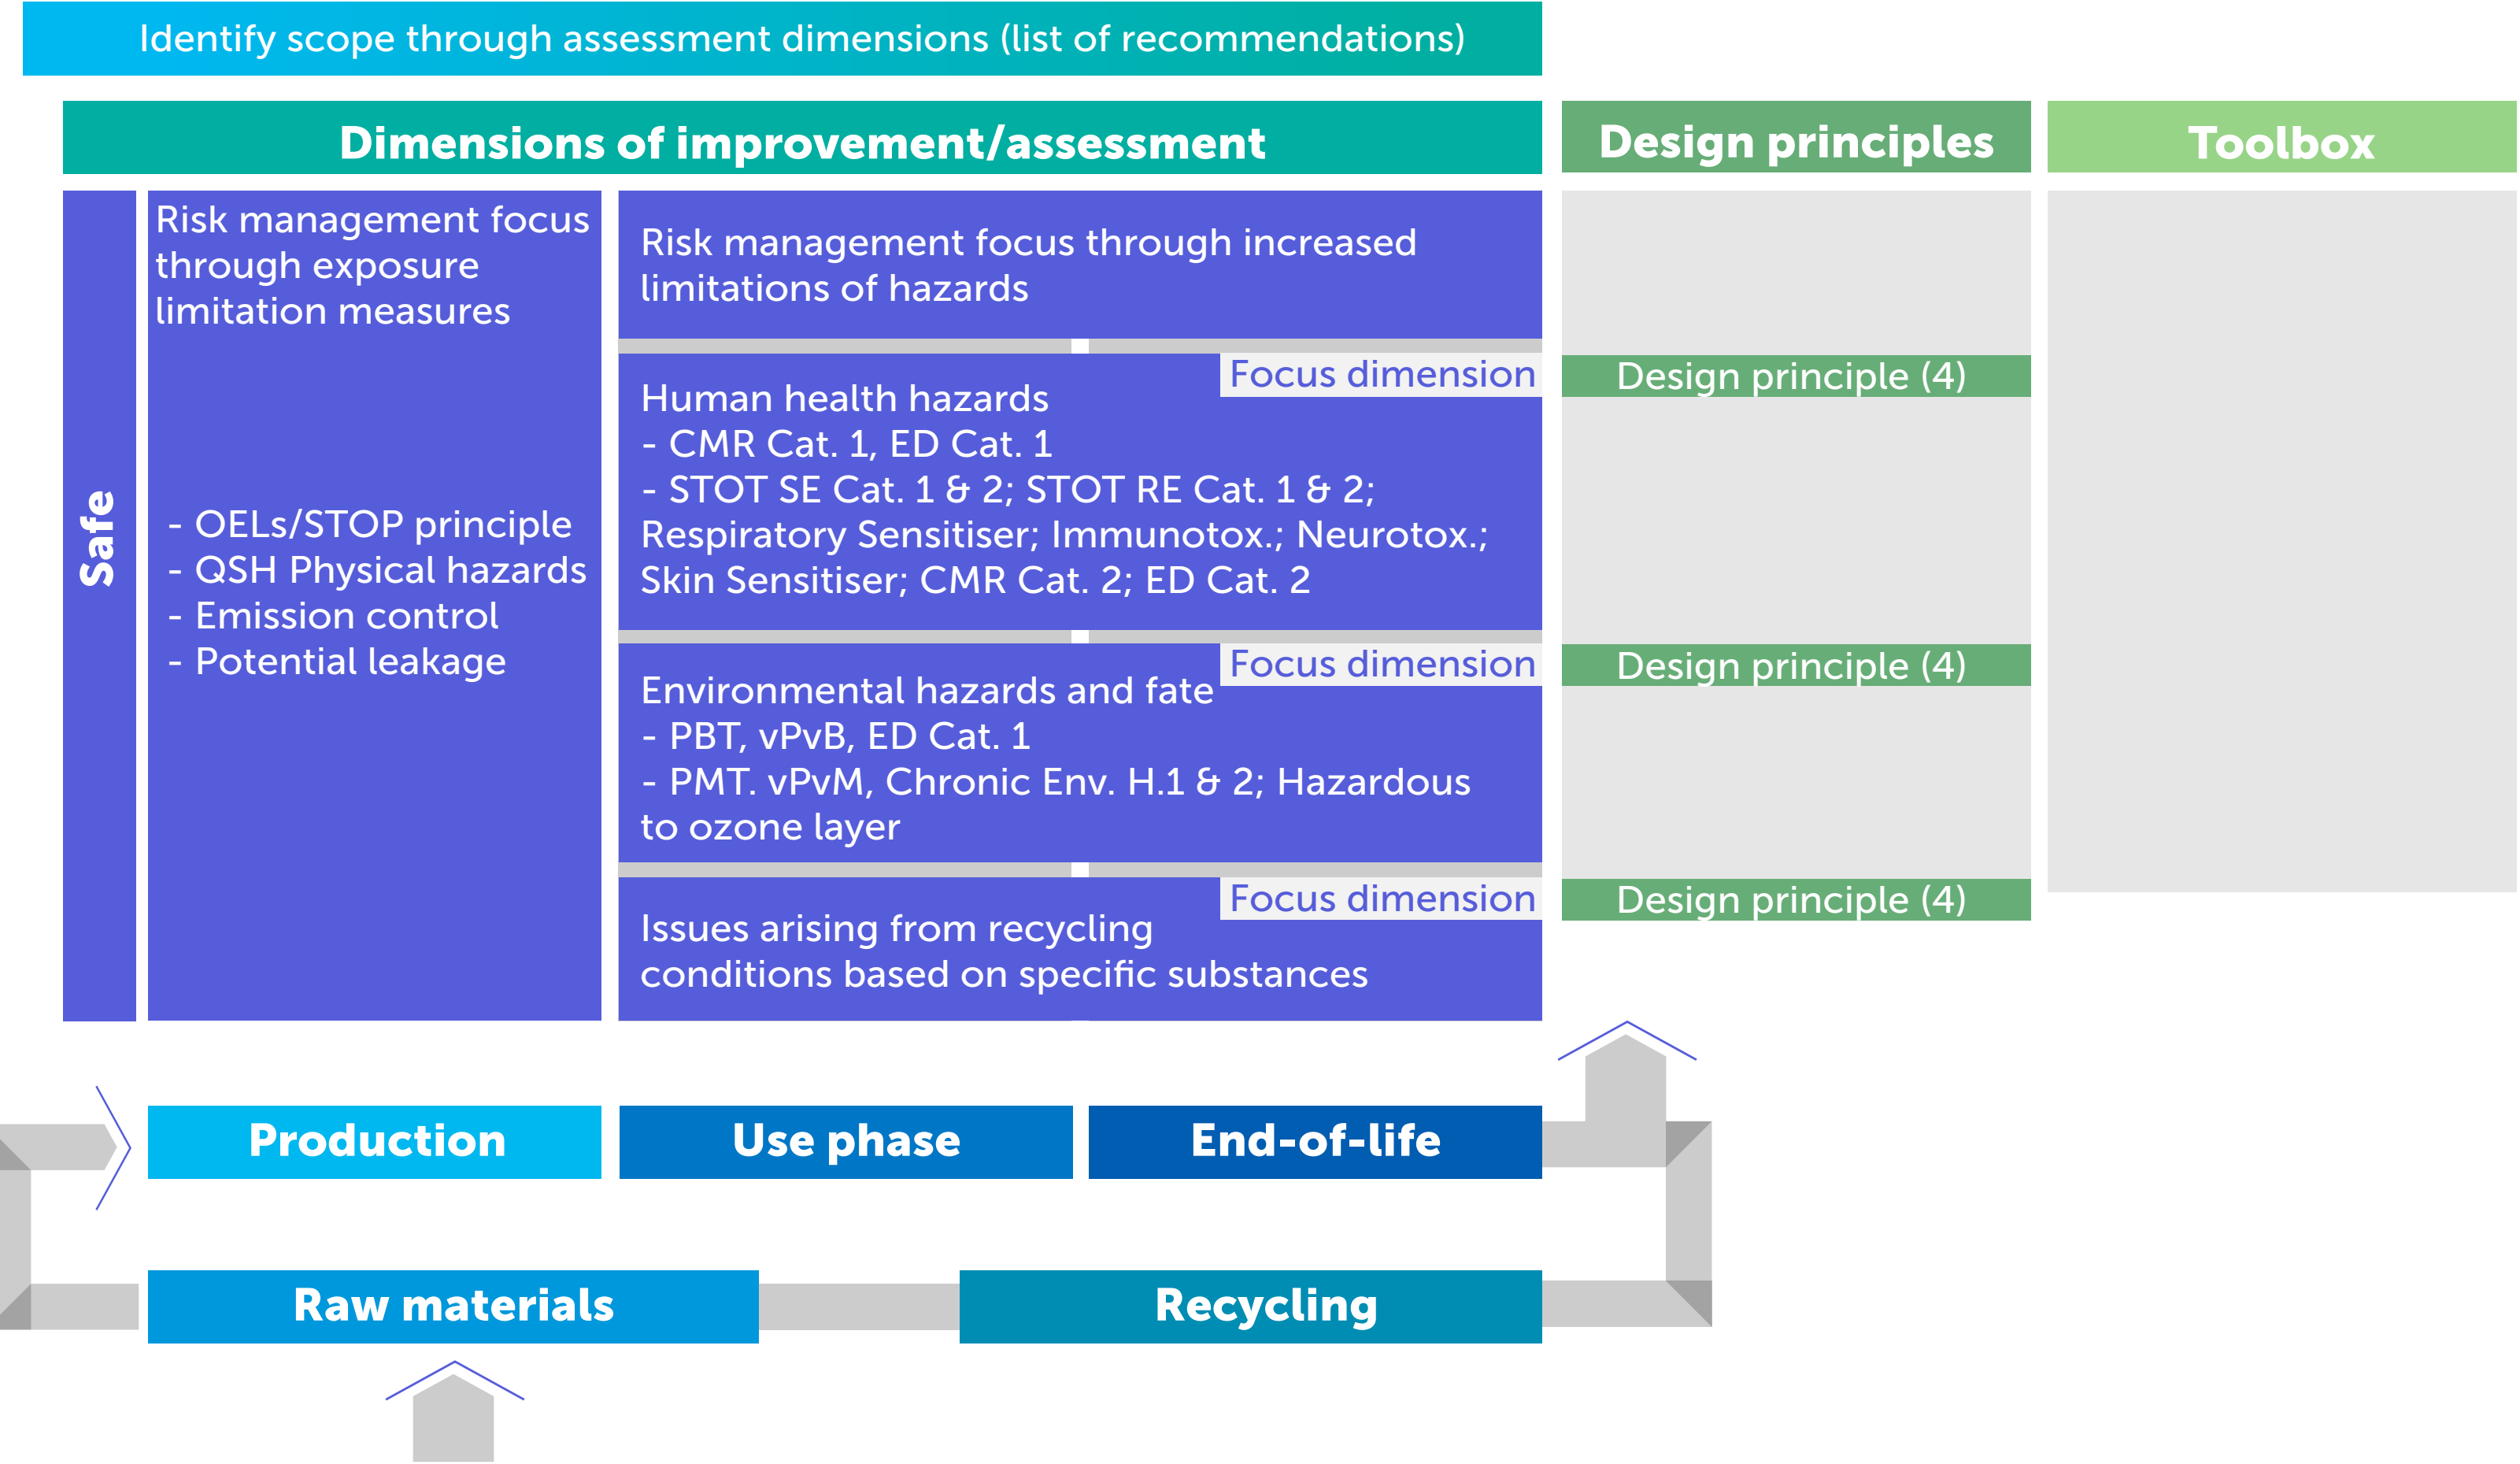 Identify scope through assessment dimensions (list of recommendations)
Dimensions of improvement/assessment
Design principles
Toolbox
Safe
Risk management focus
through exposure
limitation measures
- OELs/STOP principle
- QSH Physical hazards
- Emission control
- Potential leakage
Risk management focus through increased
limitations of hazards
Focus dimension
Design principle (4)
Human health hazards
- CMR Cat. 1, ED Cat. 1
- STOT SE Cat. 1 & 2; STOT RE Cat. 1 & 2;
Respiratory Sensitiser; Immunotox.; Neurotox.;
Skin Sensitiser; CMR Cat. 2; ED Cat. 2
Focus dimension
Design principle (4)
Environmental hazards and fate
- PBT, vPvB, ED Cat. 1
- PMT. vPvM, Chronic Env. H.1 & 2; Hazardous
to ozone layer
Focus dimension
Design principle (4)
Issues arising from recycling
conditions based on specific substances
Production
Use phase
End-of-life
Raw materials
Recycling